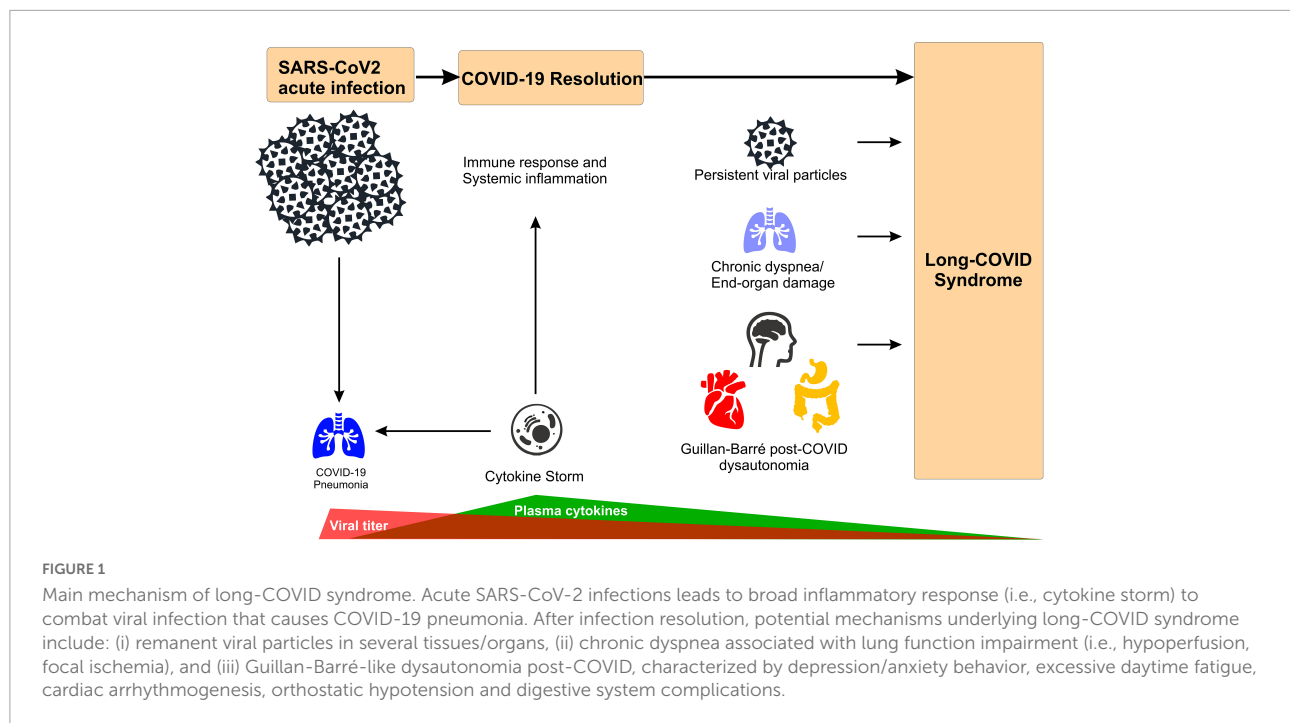 SARS-CoV2
acute infection
COVID-19 Resolution
Immune response and
Systemic inflammation
Persistent viral particles
Chronic dyspnea/
End-organ damage
Long-COVID
Syndrome
Guillan-Barré post-COVID
dysautonomia
COVID-19
Pneumonia
Cytokine Storm
Plasma cytokines
Viral titer
FIGURE 1
Main mechanism of long-COVID syndrome. Acute SARS-CoV-2 infections leads to broad inflammatory response (i.e., cytokine storm) to
combat viral infection that causes COVID-19 pneumonia. After infection resolution, potential mechanisms underlying long-COVID syndrome
include: (i) remanent viral particles in several tissues/organs, (ii) chronic dyspnea associated with lung function impairment (i.e., hypoperfusion,
focal ischemia), and (iii) Guillan-Barré-like dysautonomia post-COVID, characterized by depression/anxiety behavior, excessive daytime fatigue,
cardiac arrhythmogenesis, orthostatic hypotension and digestive system complications.